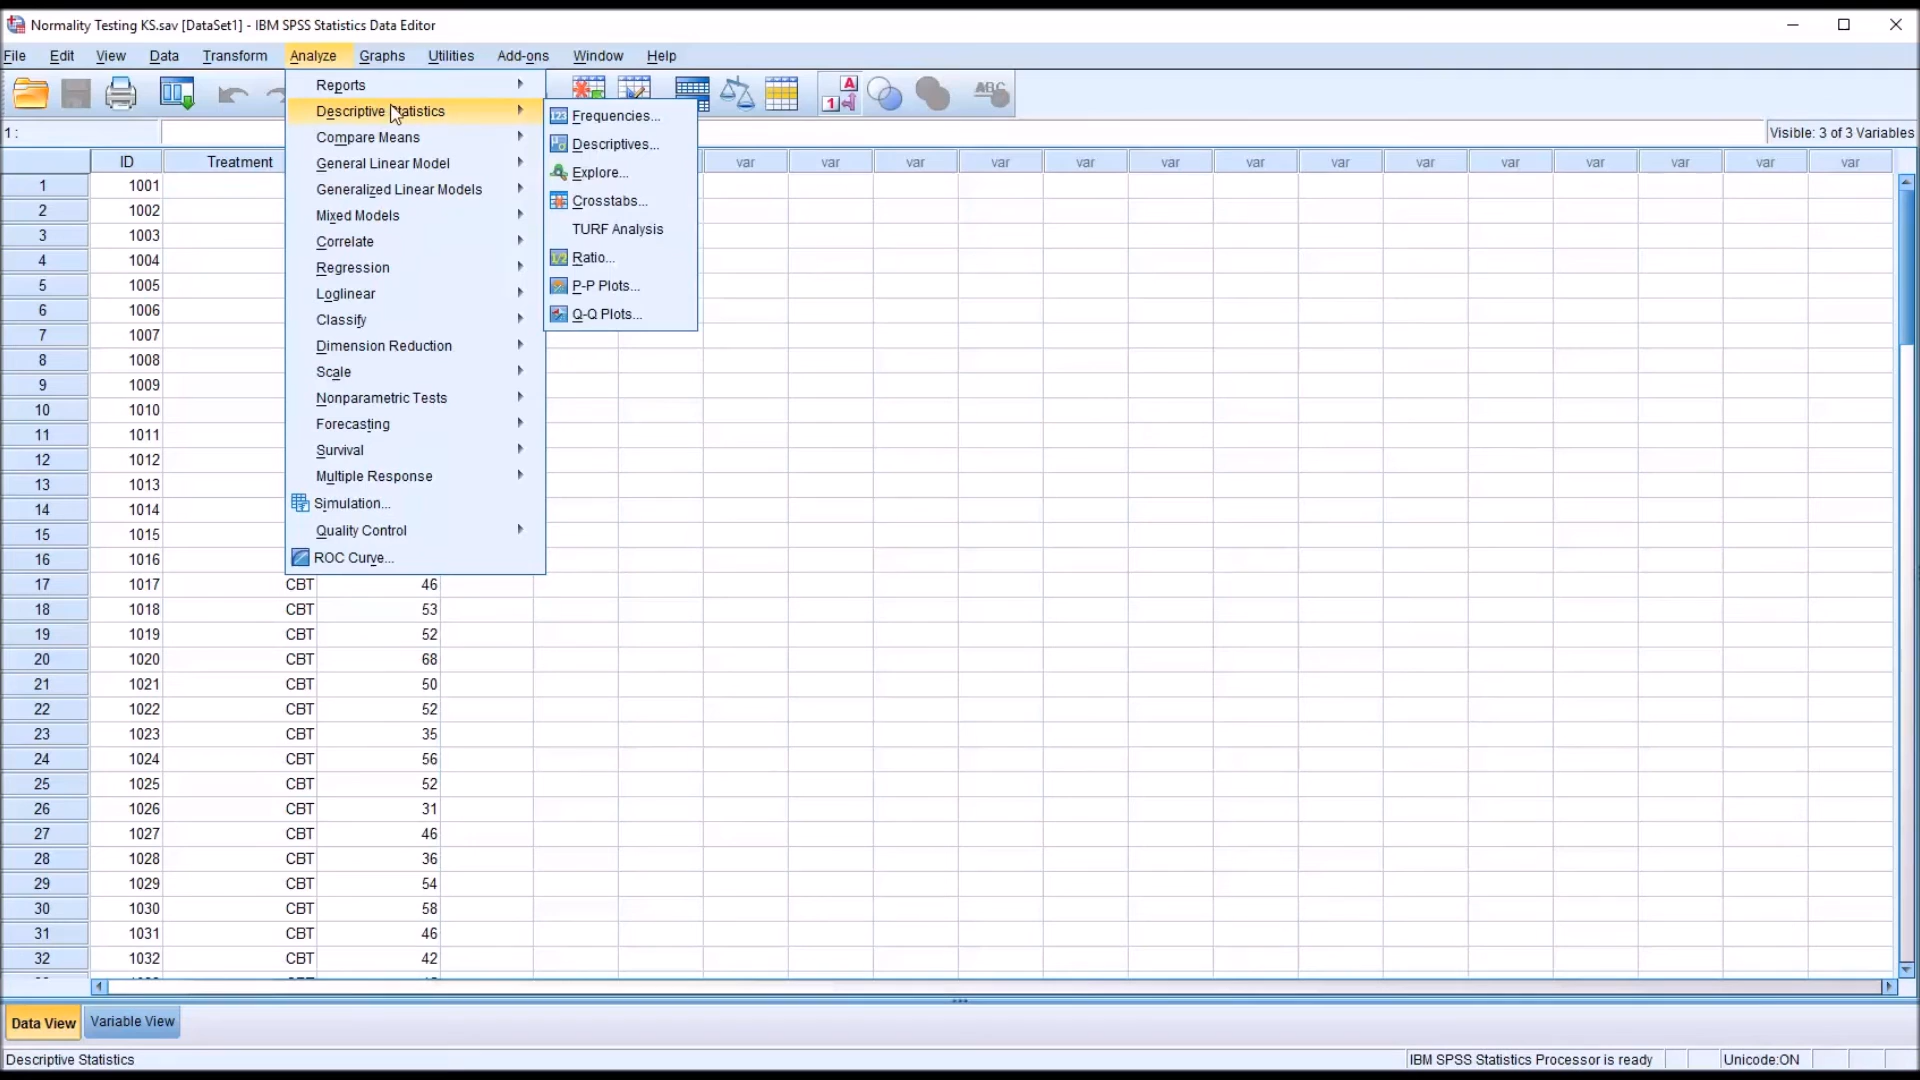 Normality Testing KS.sav [DataSet1] - IBM SPSS Statistics Data Editor
File Edit View Data Transform Analyze Graphs Utilities Add-ons Window Help
Reports
Descriptive Statistics
Compare Means
General Linear Model
Generalized Linear Models
Mixed Models
Correlate
Regression
Loglinear
Classify
Dimension Reduction
Scale
Nonparametric Tests
Forecasting
Survival
Multiple Response
Simulation...
Quality Control
ROC Curve...
Frequencies...
Descriptives...
Explore...
Crosstabs...
TURF Analysis
Ratio...
P-P Plots...
Q-Q Plots...
A
1
ABC
1 :
Visible: 3 of 3 Variables
ID Treatment var var var var var var var var var var var var var var
1 1001
2 1002
3 1003
4 1004
5 1005
6 1006
7 1007
8 1008
9 1009
10 1010
11 1011
12 1012
13 1013
14 1014
15 1015
16 1016
17 1017 CBT 46
18 1018 CBT 53
19 1019 CBT 52
20 1020 CBT 68
21 1021 CBT 50
22 1022 CBT 52
23 1023 CBT 35
24 1024 CBT 56
25 1025 CBT 52
26 1026 CBT 31
27 1027 CBT 46
28 1028 CBT 36
29 1029 CBT 54
30 1030 CBT 58
31 1031 CBT 46
32 1032 CBT 42
Data View Variable View
Descriptive Statistics
IBM SPSS Statistics Processor is ready
Unicode:ON